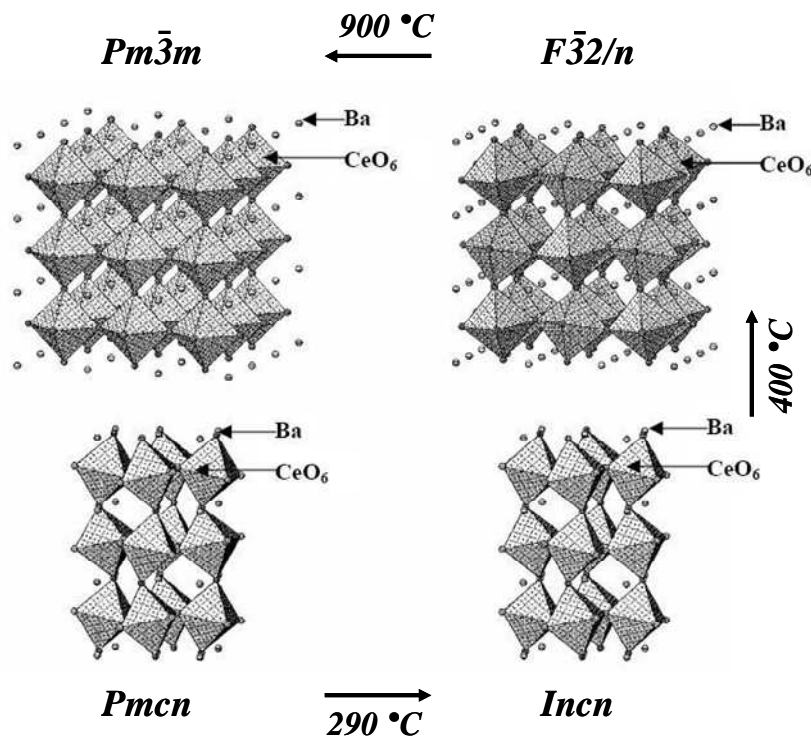 900 °C
Pm3̄m
F3̄2/n
Ba
CeO₆
Ba
CeO₆
400 °C
Ba
CeO₆
Ba
CeO₆
Pmcn
Incn
290 °C